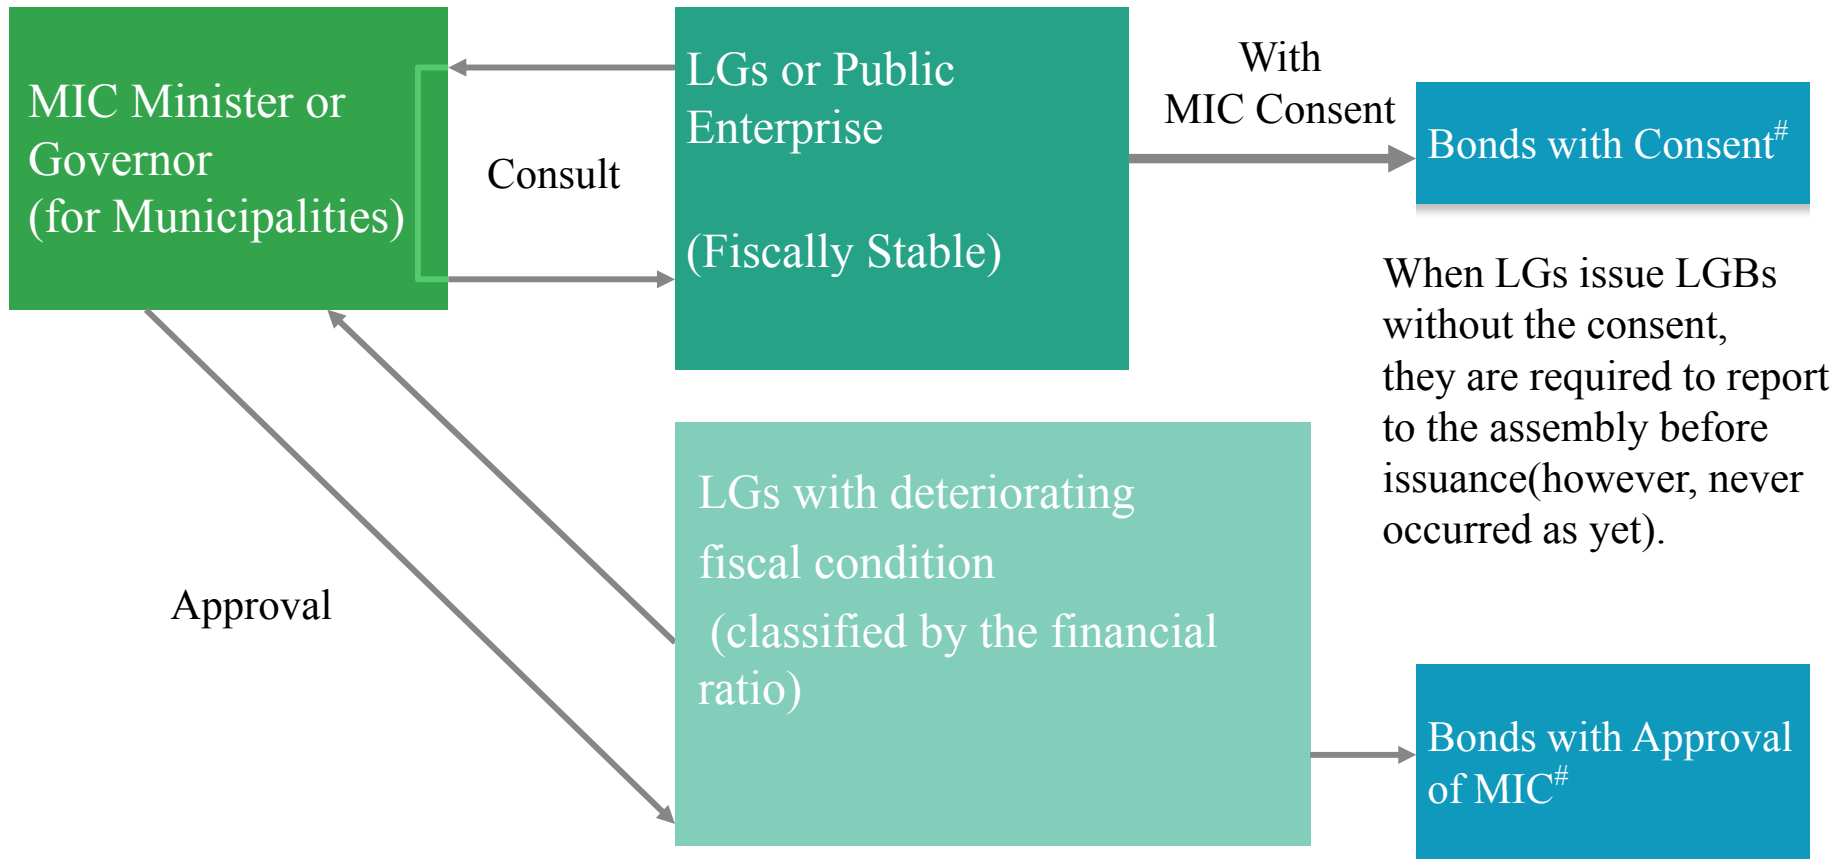 MIC Minister or
Governor
(for Municipalities)
Consult
LGs or Public
Enterprise
(Fiscally Stable)
With
MIC Consent
Bonds with Consent#
When LGs issue LGBs
without the consent,
they are required to report
to the assembly before
issuance(however, never
occurred as yet).
Approval
LGs with deteriorating
fiscal condition
(classified by the financial
ratio)
Bonds with Approval
of MIC#